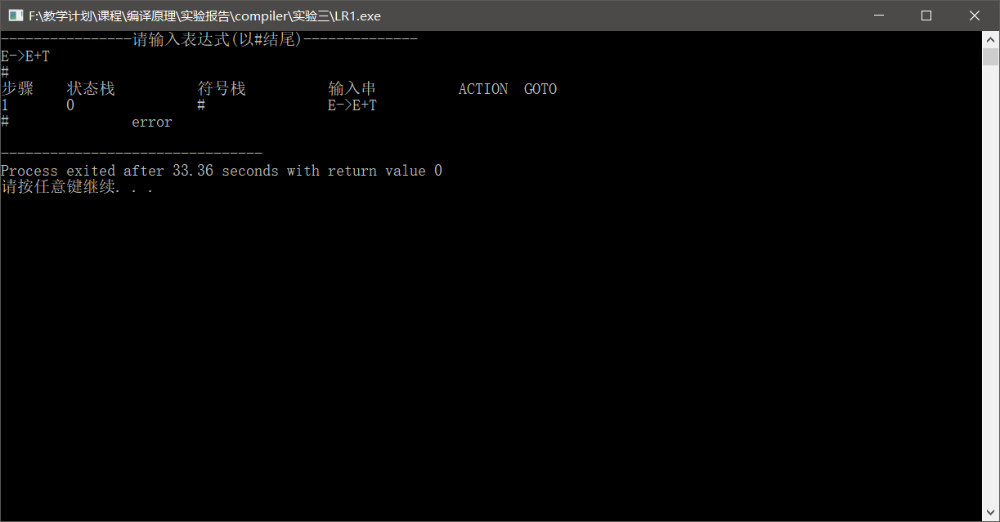 F:\教学计划\课程\编译原理\实验报告\compiler\实验三\LR1.exe
----------------请输入表达式(以#结尾)--------------
E->E+T
#
步骤    状态栈          符号栈          输入串          ACTION  GOTO
1       0               #               E->E+T
#               error
--------------------------------
Process exited after 33.36 seconds with return value 0
请按任意键继续. . .